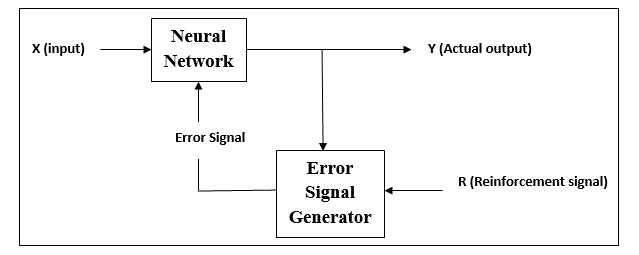 X (input)
Neural
Network
Y (Actual output)
Error Signal
Error
Signal
Generator
R (Reinforcement signal)